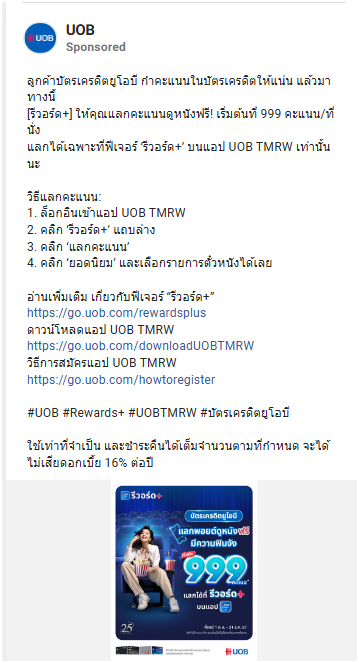 UOB
UOB
Sponsored
ลูกค้าบัตรเครดิตยูโอบี กำคะแนนในบัตรเครดิตให้แน่น แล้วมา
ทางนี้
[รีวอร์ด+] ให้คุณแลกคะแนนดูหนังฟรี! เริ่มต้นที่ 999 คะแนน/ที่
นั่ง
แลกได้เฉพาะที่ฟีเจอร์ 'รีวอร์ด+' บนแอป UOB TMRW เท่านั้น
นะ
วิธีแลกคะแนน:
1. ล็อกอินเข้าแอป UOB TMRW
2. คลิก 'รีวอร์ด+' แถบล่าง
3. คลิก 'แลกคะแนน'
4. คลิก 'ยอดนิยม' และเลือกรายการตั๋วหนังได้เลย
อ่านเพิ่มเติม เกี่ยวกับฟีเจอร์ "รีวอร์ด+"
https://go.uob.com/rewardsplus
ดาวน์โหลดแอป UOB TMRW
https://go.uob.com/downloadUOBTMRW
วิธีการสมัครแอป UOB TMRW
https://go.uob.com/howtoregister
#UOB #Rewards+ #UOBTMRW #บัตรเครดิตยูโอบี
ใช้เท่าที่จำเป็น และชำระคืนได้เต็มจำนวนตามที่กำหนด จะได้
ไม่เสียดอกเบี้ย 16% ต่อปี
รีวอร์ด+
บัตรเครดิตยูโอบี
แลกพอยต์ดูหนังฟรี
มีความฟินจัง
เริ่มต้น
999
คะแนน
แลกได้ที่ รีวอร์ด+
บนแอป
25
UOB